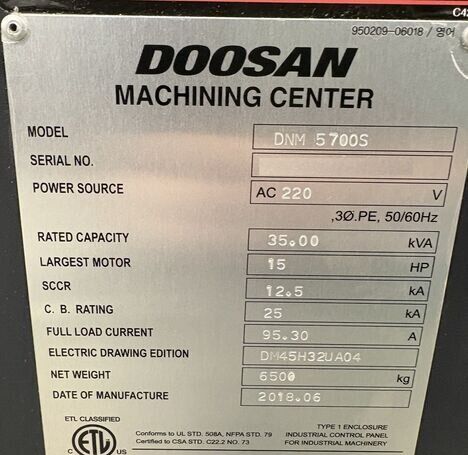 C42
950209-06018 / 영어
DOOSAN
MACHINING CENTER
MODEL DNM 5700S
SERIAL NO.
POWER SOURCE AC 220 V
,3Ø.PE, 50/60Hz
RATED CAPACITY 35.00 kVA
LARGEST MOTOR 15 HP
SCCR 12.5 kA
C. B. RATING 25 kA
FULL LOAD CURRENT 95.30 A
ELECTRIC DRAWING EDITION DM45H32UA04
NET WEIGHT 6500 kg
DATE OF MANUFACTURE 2018.06
ETL CLASSIFIED
C ETL
Conforms to UL STD. 508A, NFPA STD. 79
Certified to CSA STD. C22.2 NO. 73
TYPE 1 ENCLOSURE
INDUSTRIAL CONTROL PANEL
FOR INDUSTRIAL MACHINERY